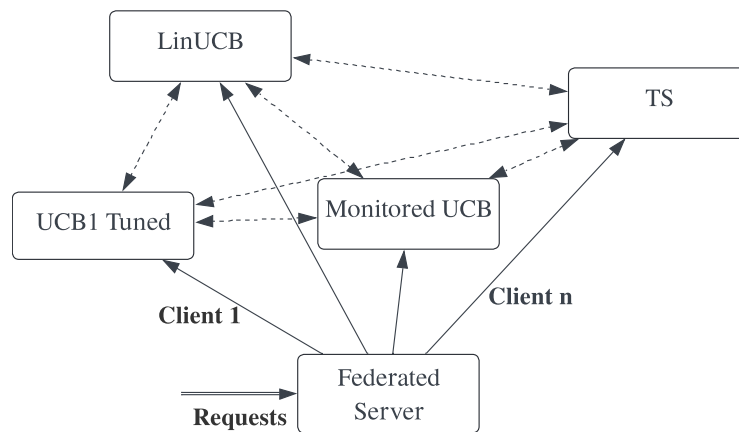 LinUCB
TS
UCB1 Tuned
Monitored UCB
Client 1
Client n
Federated
Server
Requests